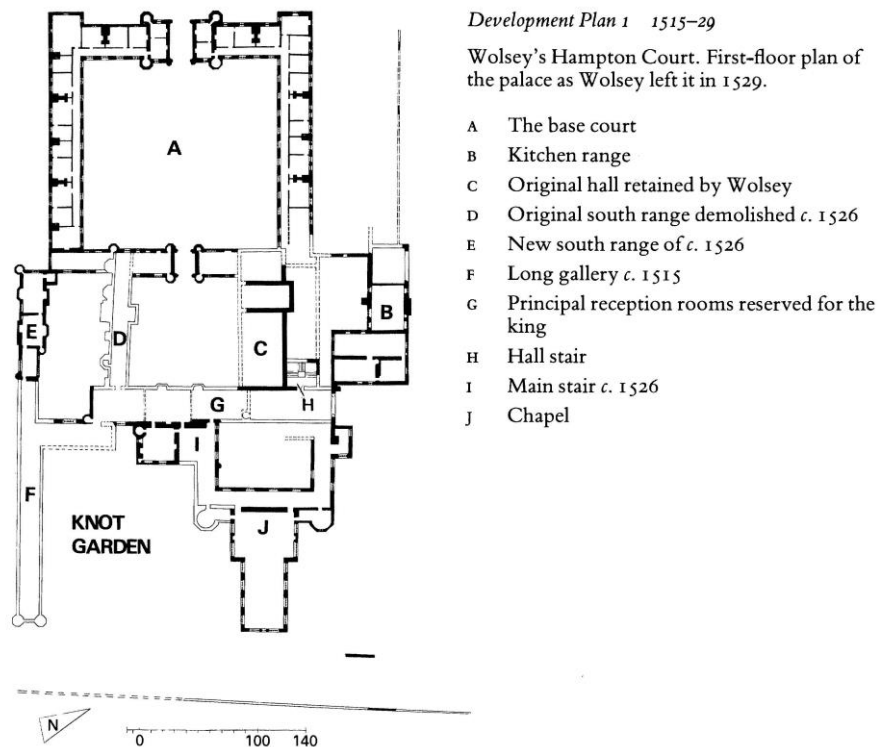 Development Plan 1 1515–29
Wolsey's Hampton Court. First-floor plan of
the palace as Wolsey left it in 1529.
A The base court
B Kitchen range
C Original hall retained by Wolsey
D Original south range demolished c. 1526
E New south range of c. 1526
F Long gallery c. 1515
G Principal reception rooms reserved for the
king
H Hall stair
I Main stair c. 1526
J Chapel
A
B
E
D
C
G
H
I
F
KNOT
GARDEN
J
N
0 100 140